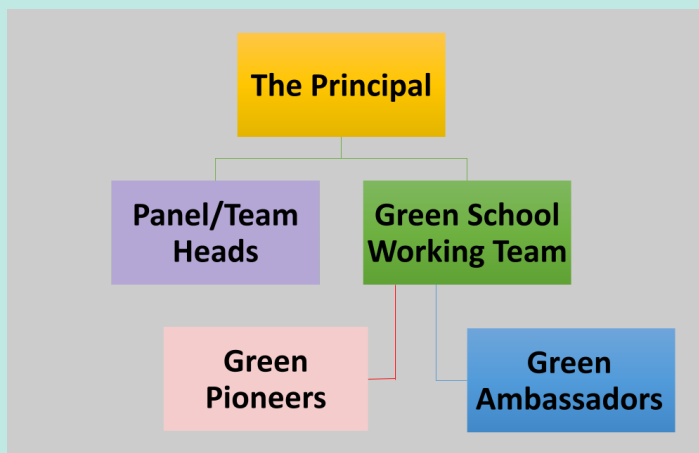 The Principal
Panel/Team
Heads
Green School
Working Team
Green
Pioneers
Green
Ambassadors